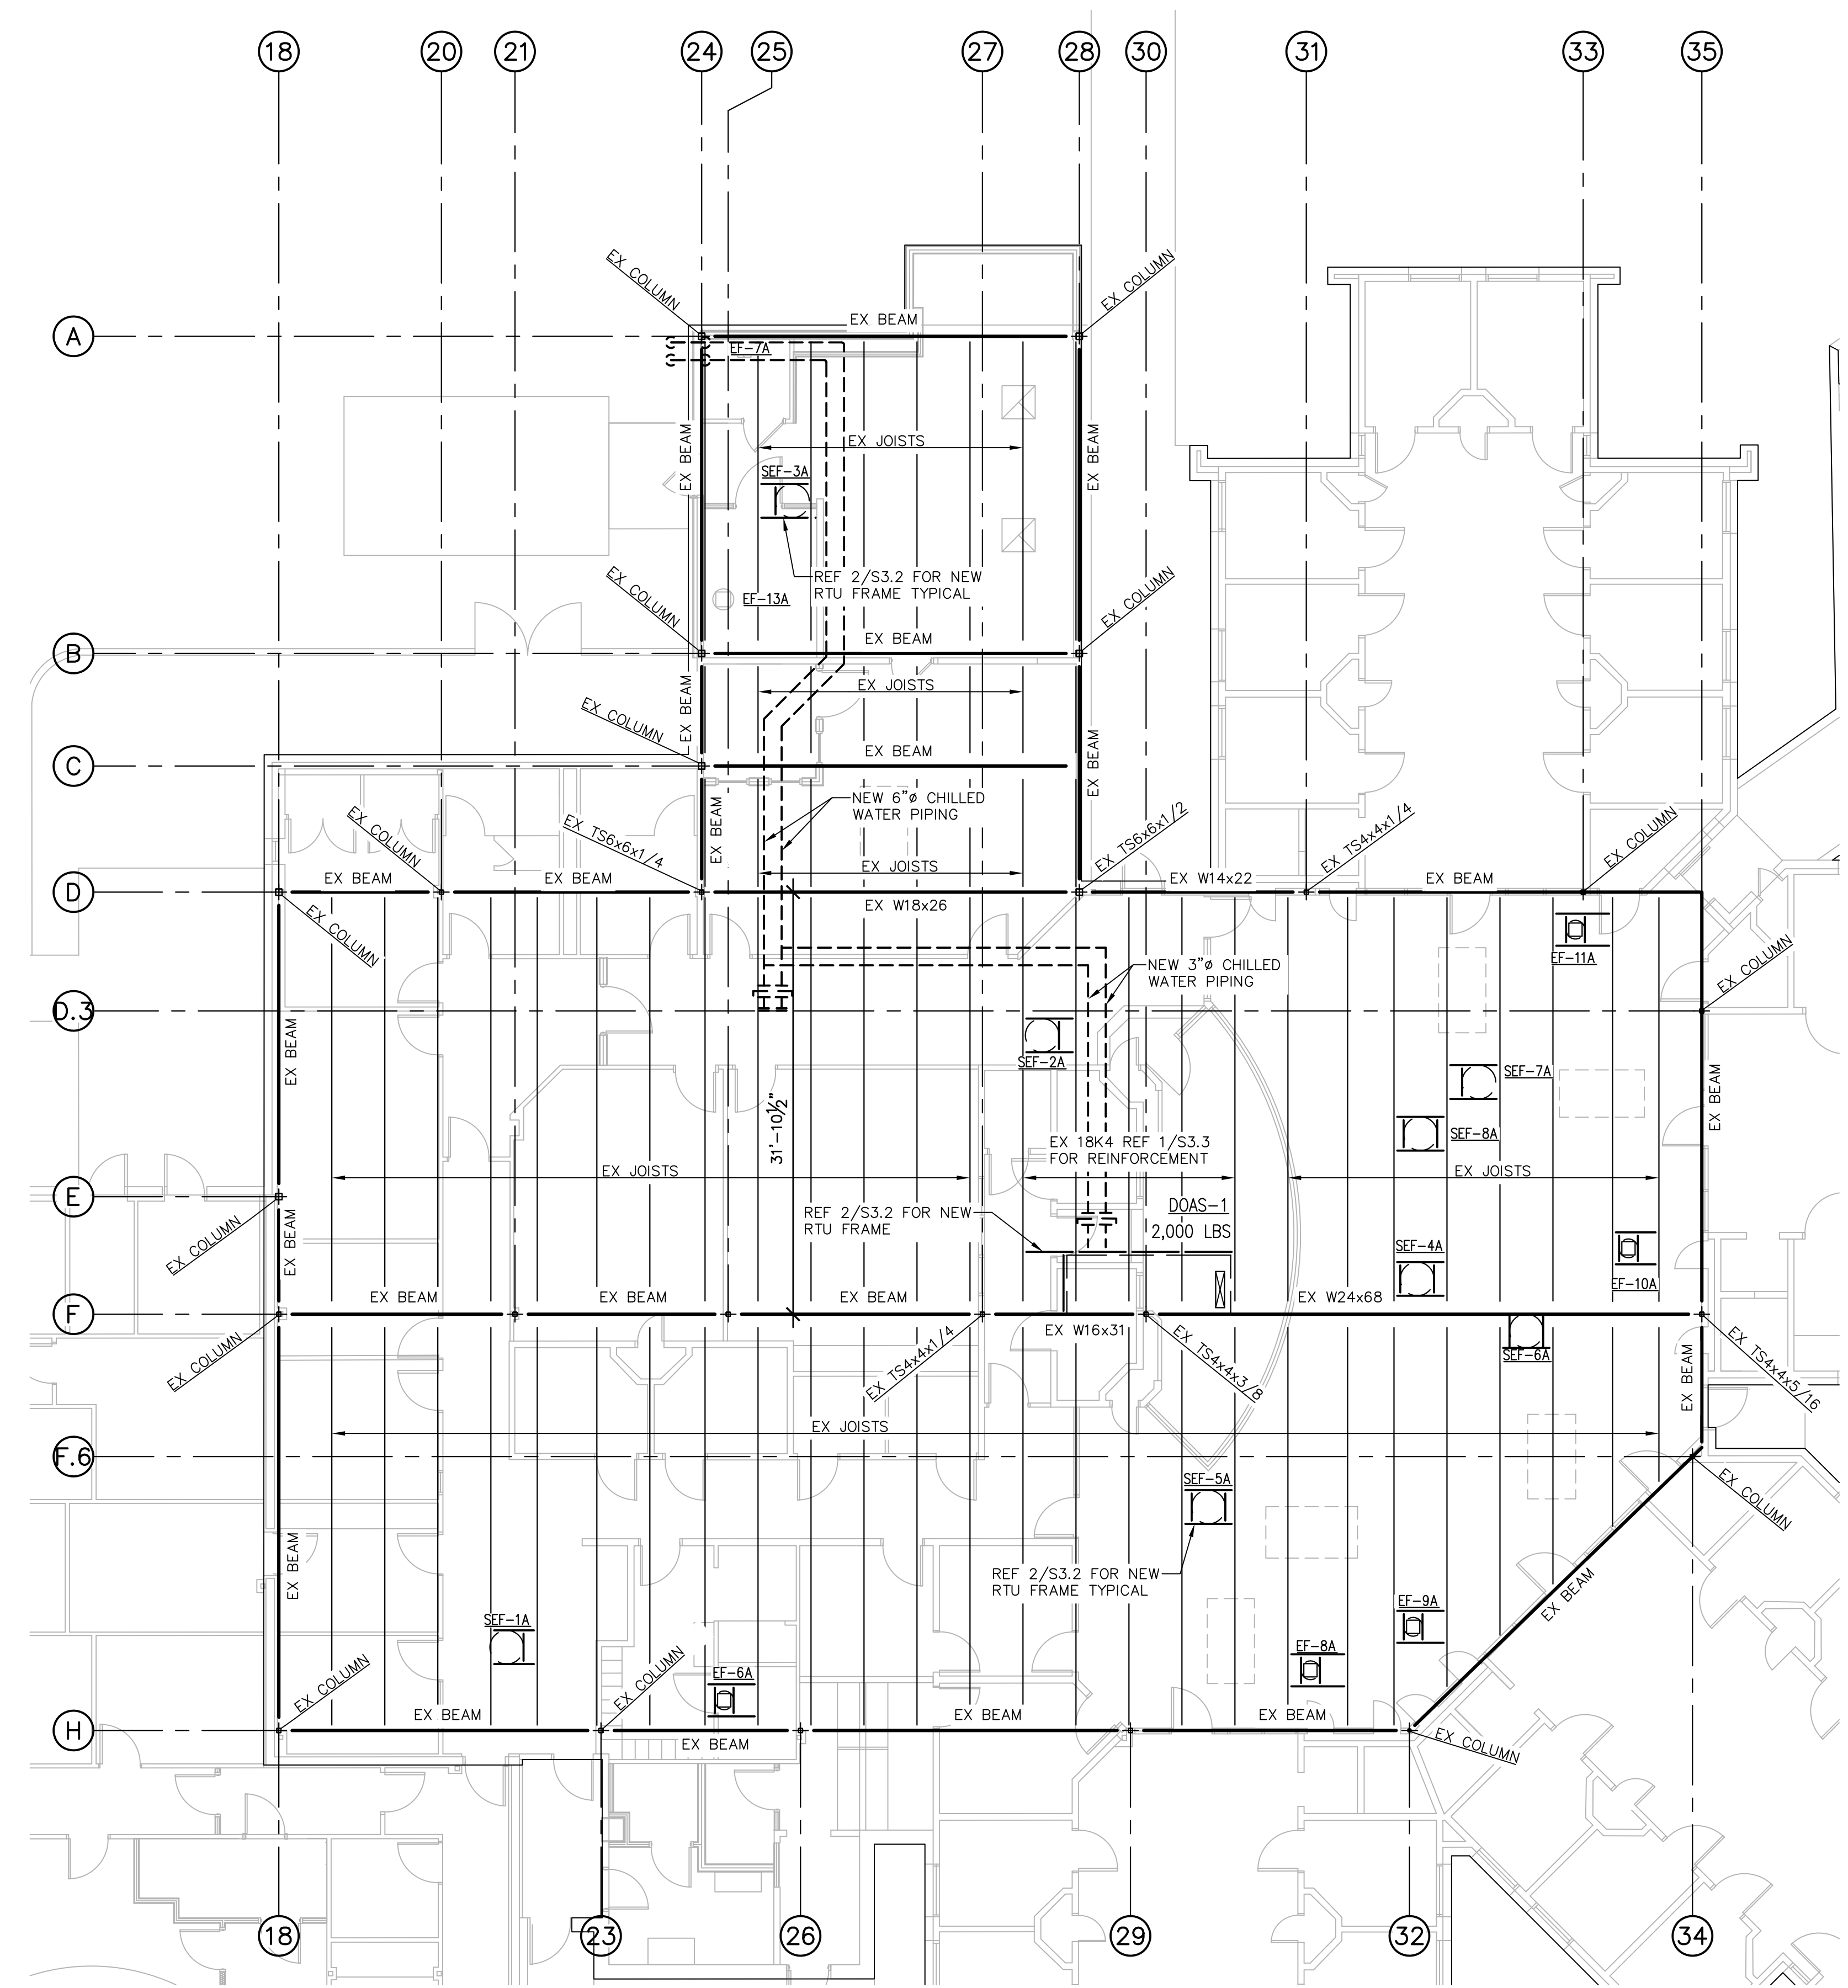 18
20
21
24
25
27
28
30
31
33
35
EX COLUMN
EX COLUMN
A
EX BEAM
EF-7A
EX BEAM
EX JOISTS
EX BEAM
SEF-3A
REF 2/S3.2 FOR NEW
RTU FRAME TYPICAL
EX COLUMN
EF-13A
EX COLUMN
B
EX BEAM
EX BEAM
EX JOISTS
EX COLUMN
EX BEAM
C
EX BEAM
NEW 6"ø CHILLED
WATER PIPING
EX COLUMN
EX TS6x6x1/4
EX BEAM
EX TS6x6x1/2
EX TS4x4x1/4
EX COLUMN
EX JOISTS
D
EX BEAM
EX BEAM
EX W18x26
EX W14x22
EX BEAM
EX COLUMN
EF-11A
EX COLUMN
NEW 3"ø CHILLED
WATER PIPING
D.3
EX BEAM
SEF-2A
SEF-7A
EX BEAM
31'-10½"
SEF-8A
EX 18K4 REF 1/S3.3
FOR REINFORCEMENT
EX JOISTS
EX JOISTS
E
EX COLUMN
EX BEAM
REF 2/S3.2 FOR NEW
RTU FRAME
DOAS-1
2,000 LBS
SEF-4A
EF-10A
F
EX BEAM
EX BEAM
EX BEAM
EX W24x68
EX W16x31
EX COLUMN
EX TS4x4x1/4
EX TS4x4x3/8
SEF-6A
EX BEAM
EX TS4x4x5/16
EX JOISTS
F.6
SEF-5A
EX COLUMN
EX BEAM
REF 2/S3.2 FOR NEW
RTU FRAME TYPICAL
EX BEAM
SEF-1A
EF-9A
EX COLUMN
EX COLUMN
EF-6A
EF-8A
H
EX BEAM
EX BEAM
EX BEAM
EX BEAM
EX COLUMN
18
23
26
29
32
34